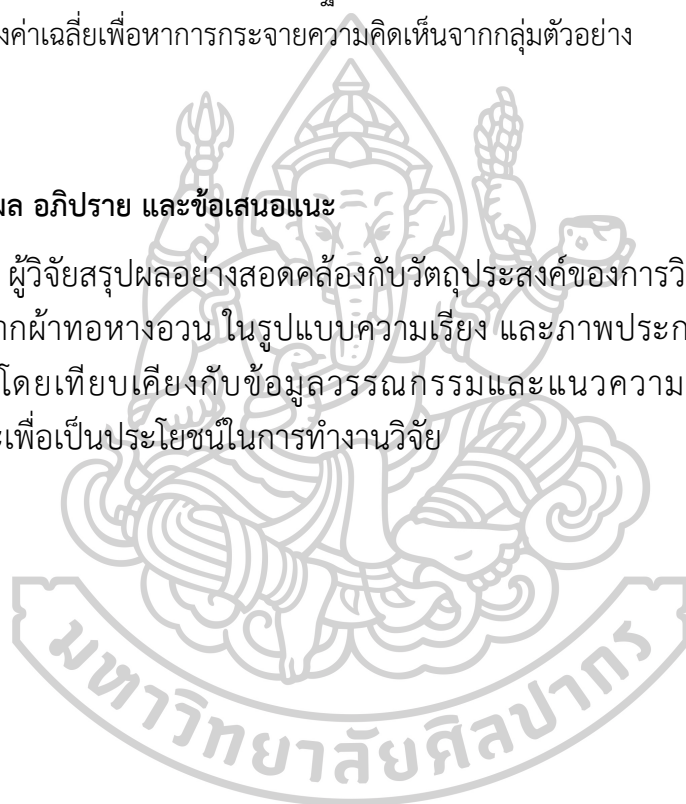 งค่าเฉลี่ยเพื่อหาการกระจายความคิดเห็นจากกลุ่มตัวอย่าง
ผล อภิปราย และข้อเสนอแนะ
ผู้วิจัยสรุปผลอย่างสอดคล้องกับวัตถุประสงค์ของการวิ
ากผ้าทอหางอวน ในรูปแบบความเรียง และภาพประก
โดยเทียบเคียงกับข้อมูลวรรณกรรมและแนวความ
ะเพื่อเป็นประโยชน์ในการทำงานวิจัย
มหาวิทยาลัยศิลปากร